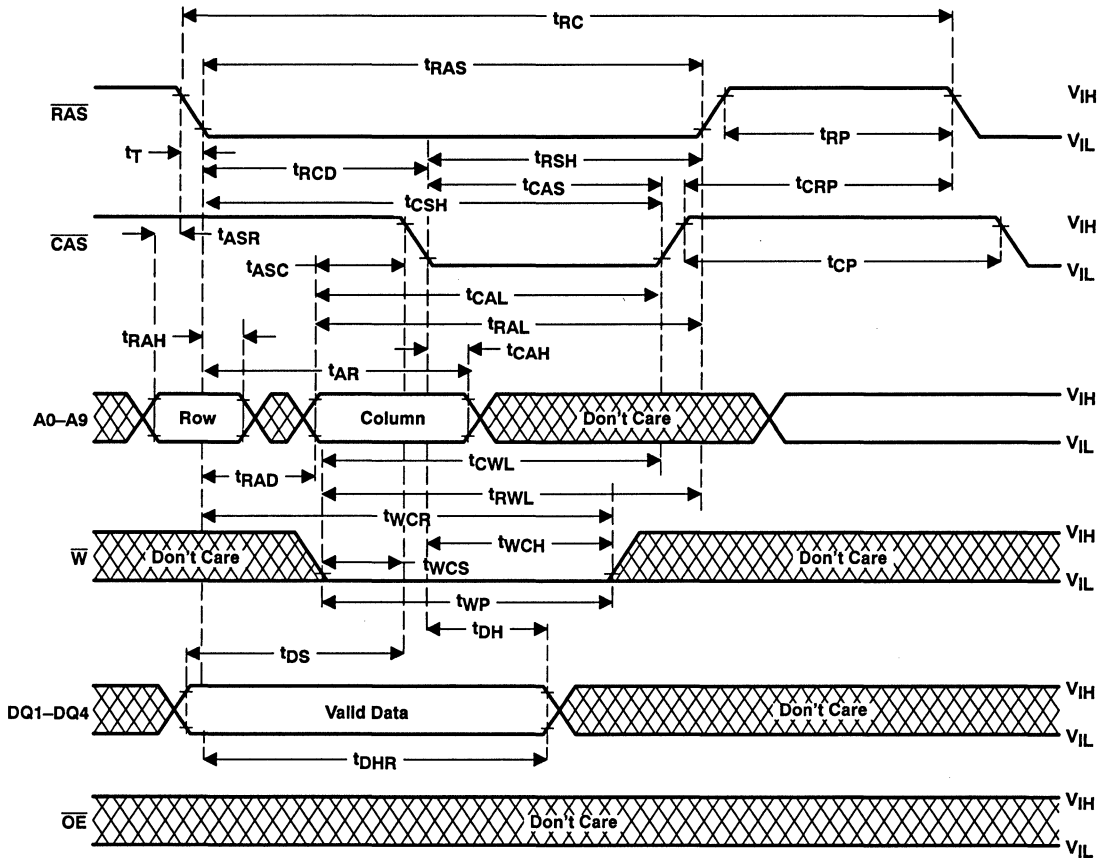 tRC
tRAS
RAS
VIH
VIL
tT
tRP
tRCD
tRSH
tCAS
tCRP
tCSH
CAS
VIH
VIL
tASR
tASC
tCP
tCAL
tRAL
tRAH
tCAH
tAR
A0–A9
Row
Column
Don't Care
VIH
VIL
tCWL
tRAD
tRWL
tWCR
W
Don't Care
tWCH
Don't Care
VIH
VIL
tWCS
tWP
tDH
tDS
DQ1–DQ4
Valid Data
Don't Care
VIH
VIL
tDHR
OE
Don't Care
VIH
VIL